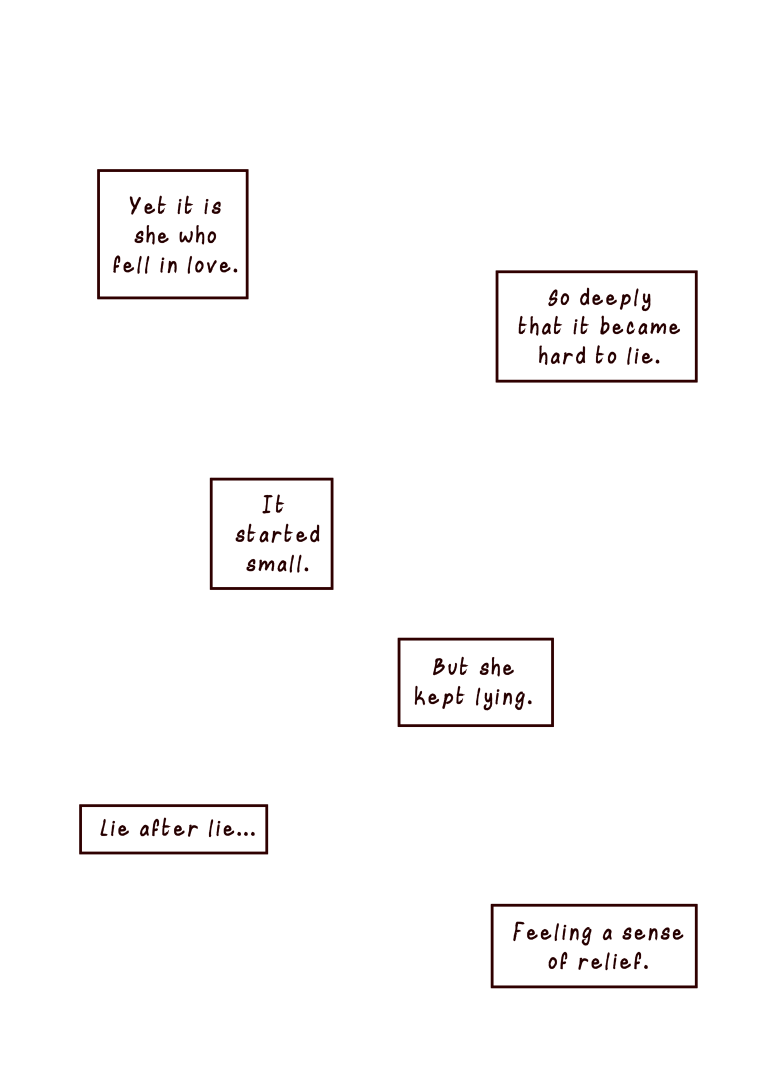 Yet it is
she who
fell in love.
So deeply
that it became
hard to lie.
It
started
small.
But she
kept lying.
Lie after lie...
Feeling a sense
of relief.